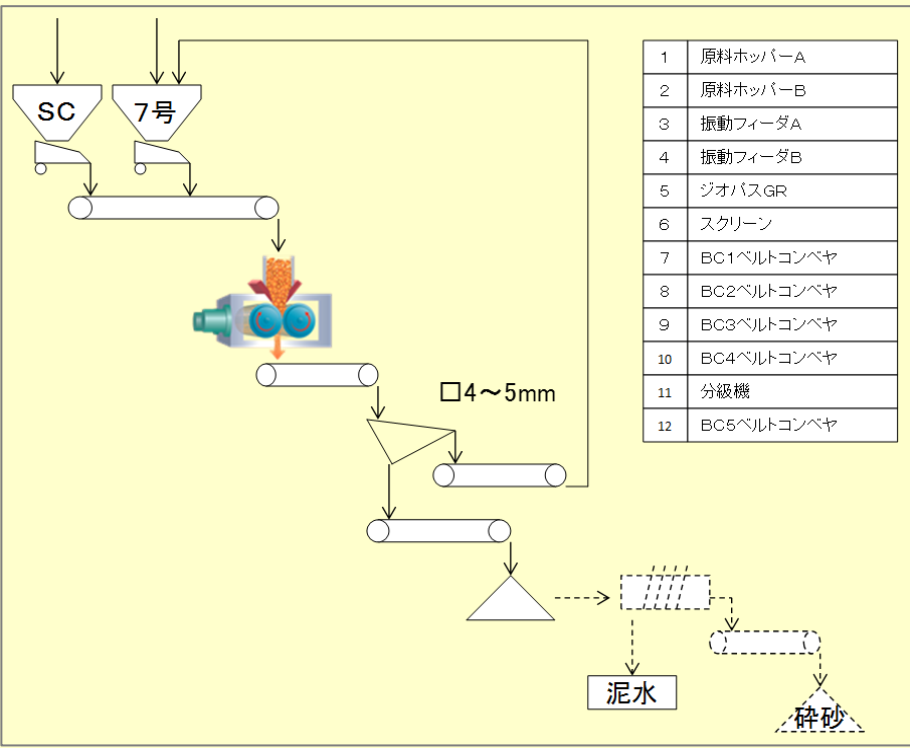 SC
7号
□4～5mm
泥水
砕砂
1 原料ホッパーA
2 原料ホッパーB
3 振動フィーダA
4 振動フィーダB
5 ジオパスGR
6 スクリーン
7 BC1ベルトコンベヤ
8 BC2ベルトコンベヤ
9 BC3ベルトコンベヤ
10 BC4ベルトコンベヤ
11 分級機
12 BC5ベルトコンベヤ